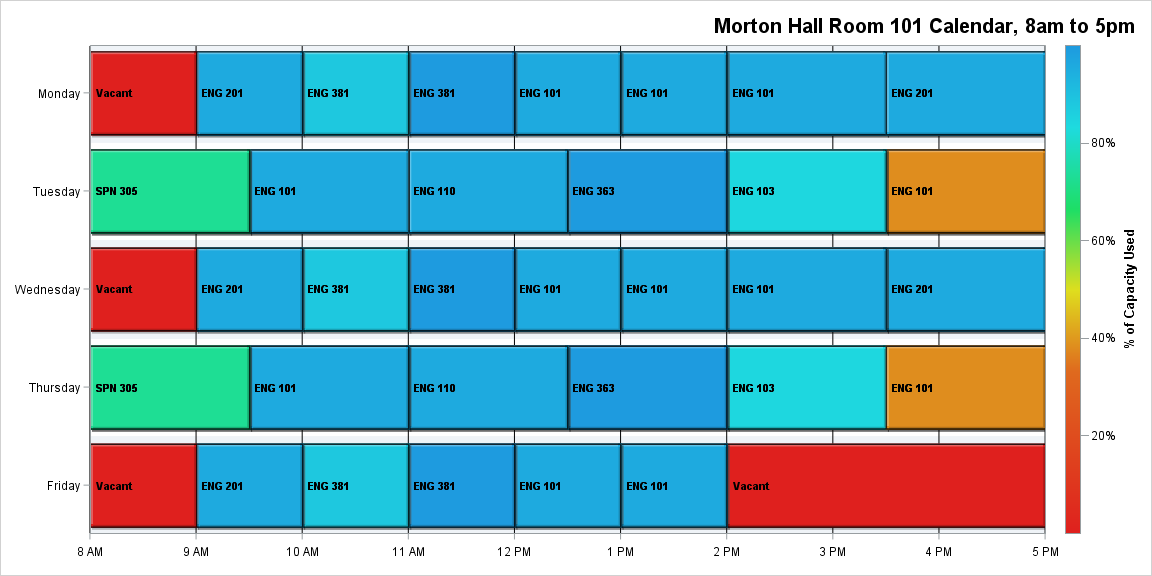 Morton Hall Room 101 Calendar, 8am to 5pm
Monday
Vacant
ENG 201
ENG 381
ENG 381
ENG 101
ENG 101
ENG 101
ENG 201
Tuesday
SPN 305
ENG 101
ENG 110
ENG 363
ENG 103
ENG 101
Wednesday
Vacant
ENG 201
ENG 381
ENG 381
ENG 101
ENG 101
ENG 101
ENG 201
Thursday
SPN 305
ENG 101
ENG 110
ENG 363
ENG 103
ENG 101
Friday
Vacant
ENG 201
ENG 381
ENG 381
ENG 101
ENG 101
Vacant
8 AM
9 AM
10 AM
11 AM
12 PM
1 PM
2 PM
3 PM
4 PM
5 PM
80%
60%
40%
20%
% of Capacity Used